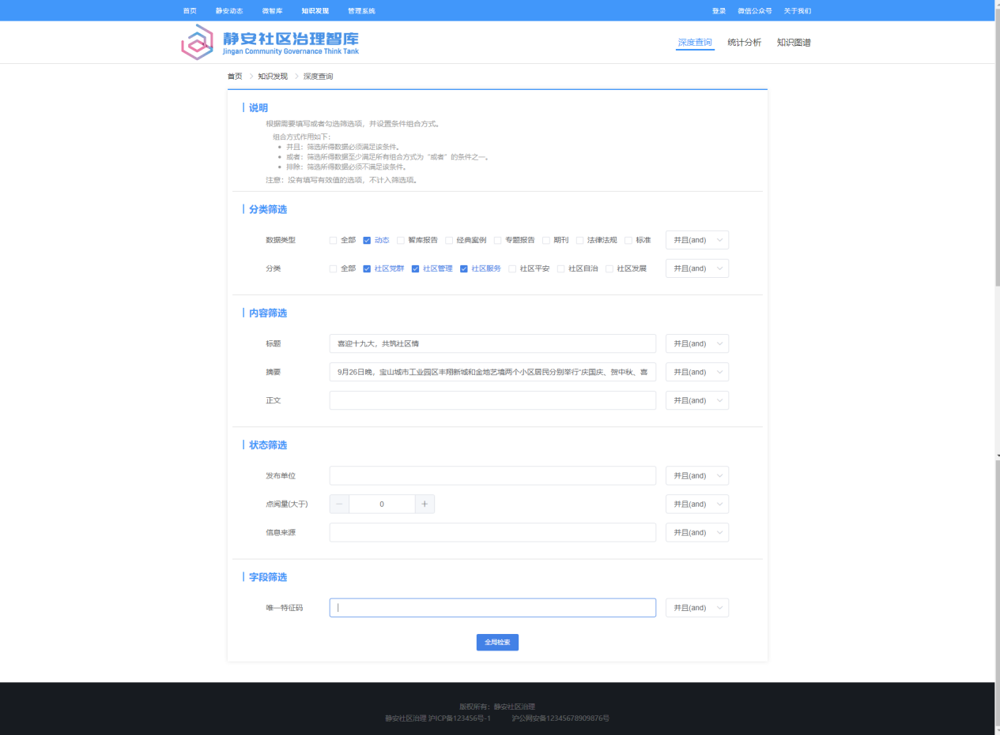 首页 静安动态 微智库 知识发现 管理系统 登录 微信公众号 关于我们
静安社区治理智库
Jingan Community Governance Think Tank
深度查询 统计分析 知识图谱
首页 > 知识发现 > 深度查询
说明
根据需要填写或者勾选筛选项，并设置条件组合方式。
组合方式作用如下：
• 并且：筛选所得数据必须满足该条件。
• 或者：筛选所得数据至少满足所有组合方式为“或者”的条件之一。
• 排除：筛选所得数据必须不满足该条件。
注意：没有填写有效值的选项，不计入筛选项。
分类筛选
数据类型 全部 动态 智库报告 经典案例 专题报告 期刊 法律法规 标准 并且(and)
分类 全部 社区党群 社区管理 社区服务 社区平安 社区自治 社区发展 并且(and)
内容筛选
标题 喜迎十九大，共筑社区情 并且(and)
摘要 9月26日晚，宝山城市工业园区丰翔新城和金地艺境两个小区居民分别举行“庆国庆、贺中秋、喜 并且(and)
正文 并且(and)
状态筛选
发布单位 并且(and)
点阅量(大于) − 0 + 并且(and)
信息来源 并且(and)
字段筛选
唯一特征码 并且(and)
全局检索
版权所有：静安社区治理
静安社区治理 沪ICP备123456号-1 沪公网安备12345678909876号